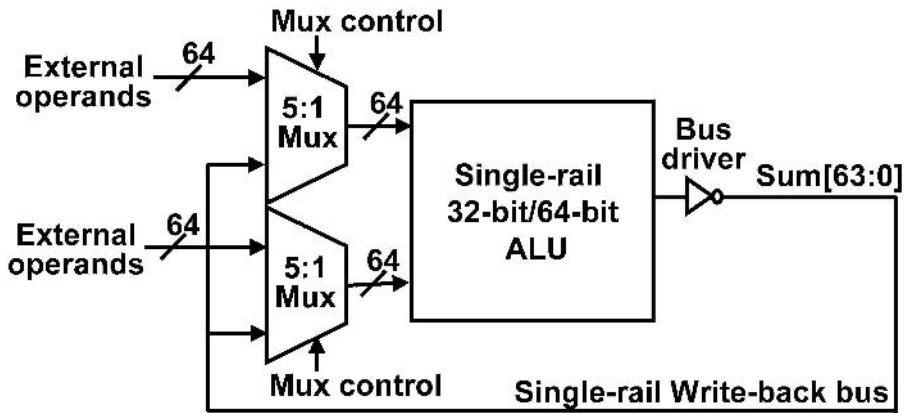 Mux control
64
External
operands
5:1
Mux
64
Single-rail
32-bit/64-bit
ALU
Bus
driver
Sum[63:0]
64
External
operands
5:1
Mux
64
Mux control
Single-rail Write-back bus